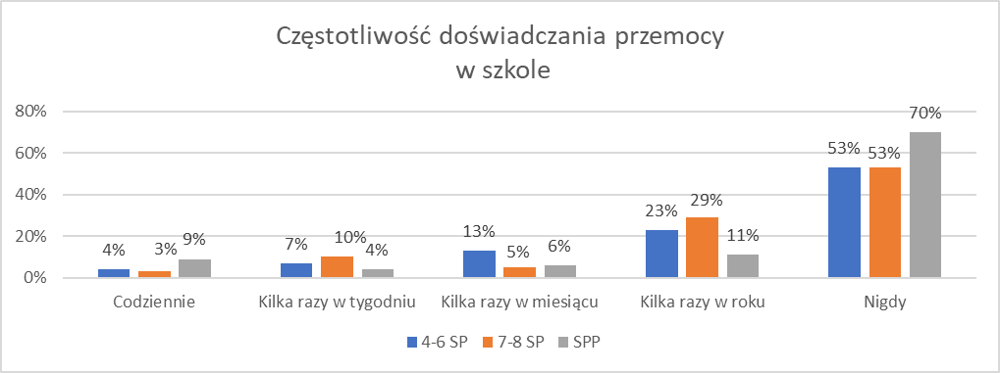 Częstotliwość doświadczania przemocy
w szkole
80%
60%
40%
20%
0%
4%
3%
9%
7%
10%
4%
13%
5%
6%
23%
29%
11%
53%
53%
70%
Codziennie
Kilka razy w tygodniu
Kilka razy w miesiącu
Kilka razy w roku
Nigdy
4-6 SP
7-8 SP
SPP